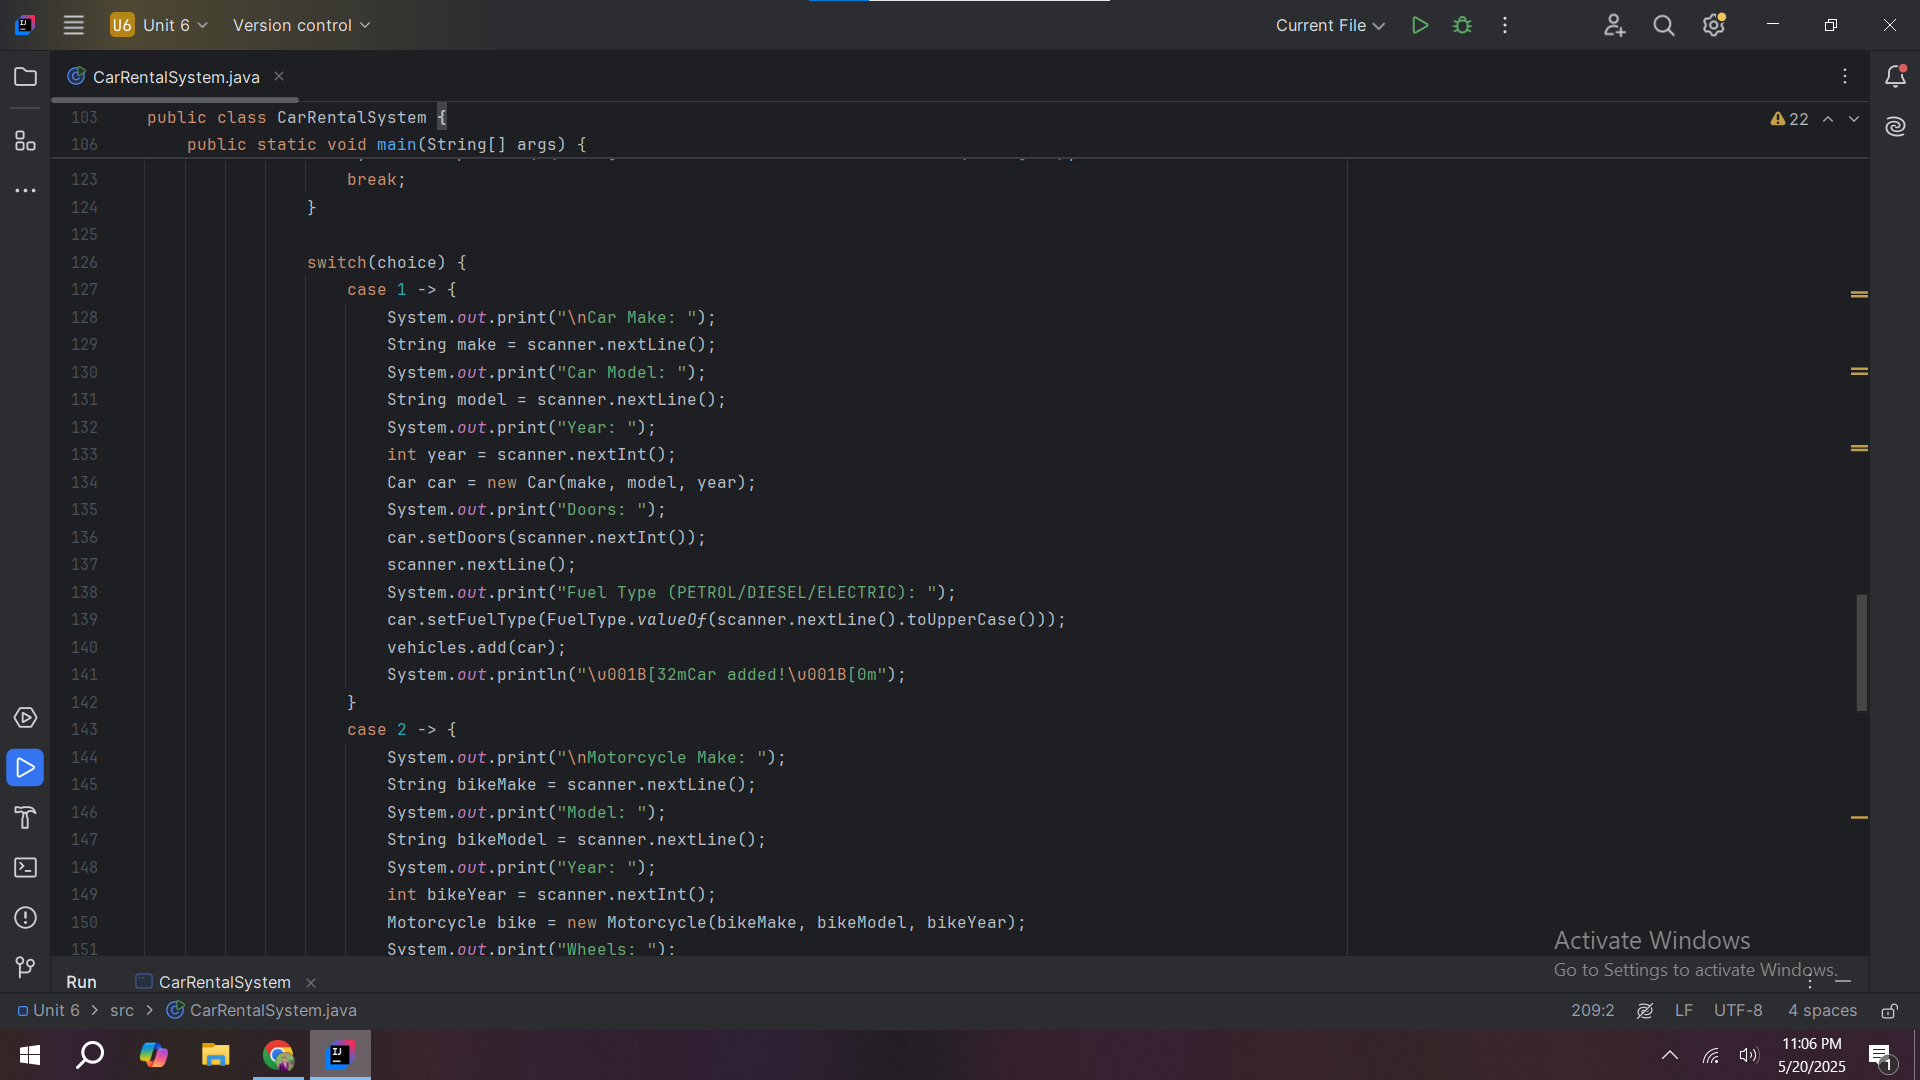 U6 Unit 6 Version control Current File
CarRentalSystem.java
103 public class CarRentalSystem { 22
106 public static void main(String[] args) {
123 break;
124 }
125
126 switch(choice) {
127 case 1 -> {
128 System.out.print("\nCar Make: ");
129 String make = scanner.nextLine();
130 System.out.print("Car Model: ");
131 String model = scanner.nextLine();
132 System.out.print("Year: ");
133 int year = scanner.nextInt();
134 Car car = new Car(make, model, year);
135 System.out.print("Doors: ");
136 car.setDoors(scanner.nextInt());
137 scanner.nextLine();
138 System.out.print("Fuel Type (PETROL/DIESEL/ELECTRIC): ");
139 car.setFuelType(FuelType.valueOf(scanner.nextLine().toUpperCase()));
140 vehicles.add(car);
141 System.out.println("\u001B[32mCar added!\u001B[0m");
142 }
143 case 2 -> {
144 System.out.print("\nMotorcycle Make: ");
145 String bikeMake = scanner.nextLine();
146 System.out.print("Model: ");
147 String bikeModel = scanner.nextLine();
148 System.out.print("Year: ");
149 int bikeYear = scanner.nextInt();
150 Motorcycle bike = new Motorcycle(bikeMake, bikeModel, bikeYear);
151 System.out.print("Wheels: ");
Activate Windows
Go to Settings to activate Windows.
Run CarRentalSystem
Unit 6 > src > CarRentalSystem.java 209:2 LF UTF-8 4 spaces
11:06 PM
5/20/2025
1